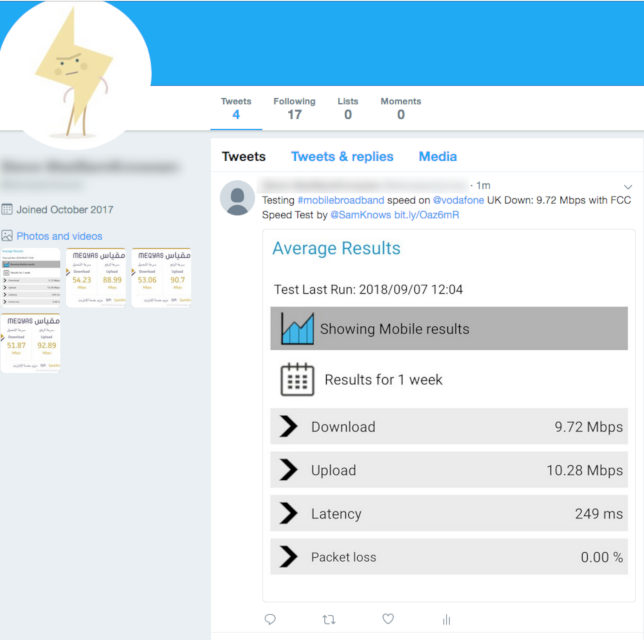 Tweets Following Lists Moments
4 17 0 0
Tweets Tweets & replies Media
Joined October 2017
Photos and videos
MEQYAS مقياس
Download Upload
54.23 88.99
Mbps Mbps
MEQYAS مقياس
Download Upload
53.06 90.7
Mbps Mbps
MEQYAS مقياس
Download Upload
51.87 92.89
Mbps Mbps
· 1m
Testing #mobilebroadband speed on @vodafone UK Down: 9.72 Mbps with FCC
Speed Test by @SamKnows bit.ly/Oaz6mR
Average Results
Test Last Run: 2018/09/07 12:04
Showing Mobile results
Results for 1 week
Download 9.72 Mbps
Upload 10.28 Mbps
Latency 249 ms
Packet loss 0.00 %